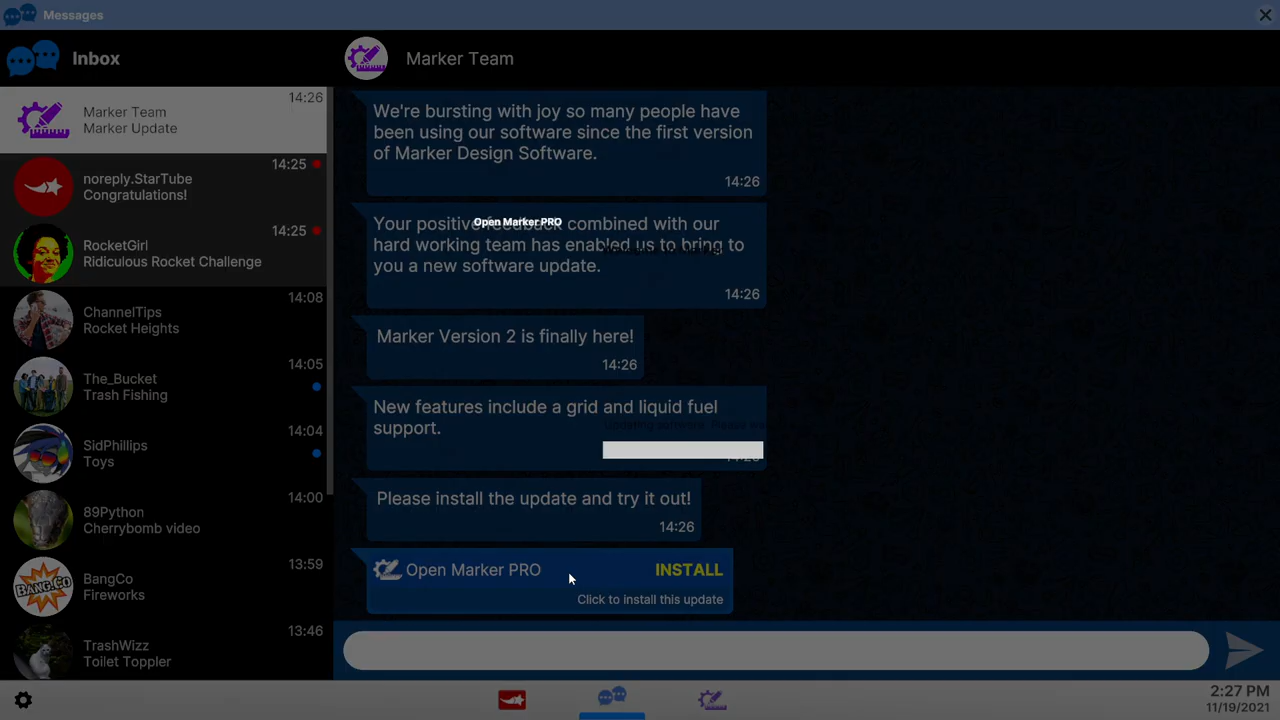 Messages
Inbox
Marker Team
14:26
Marker Team
Marker Update
14:25
noreply.StarTube
Congratulations!
14:25
RocketGirl
Ridiculous Rocket Challenge
14:08
ChannelTips
Rocket Heights
14:05
The_Bucket
Trash Fishing
14:04
SidPhillips
Toys
14:00
89Python
Cherrybomb video
13:59
BANG.CO
BangCo
Fireworks
13:46
TrashWizz
Toilet Toppler
We're bursting with joy so many people have
been using our software since the first version
of Marker Design Software.
14:26
Your positive feedback combined with our
hard working team has enabled us to bring to
you a new software update.
14:26
Open Marker PRO
Marker Version 2 is finally here!
14:26
New features include a grid and liquid fuel
support.
Updating software. Please
14:26
Please install the update and try it out!
14:26
Open Marker PRO
INSTALL
Click to install this update
2:27 PM
11/19/2021